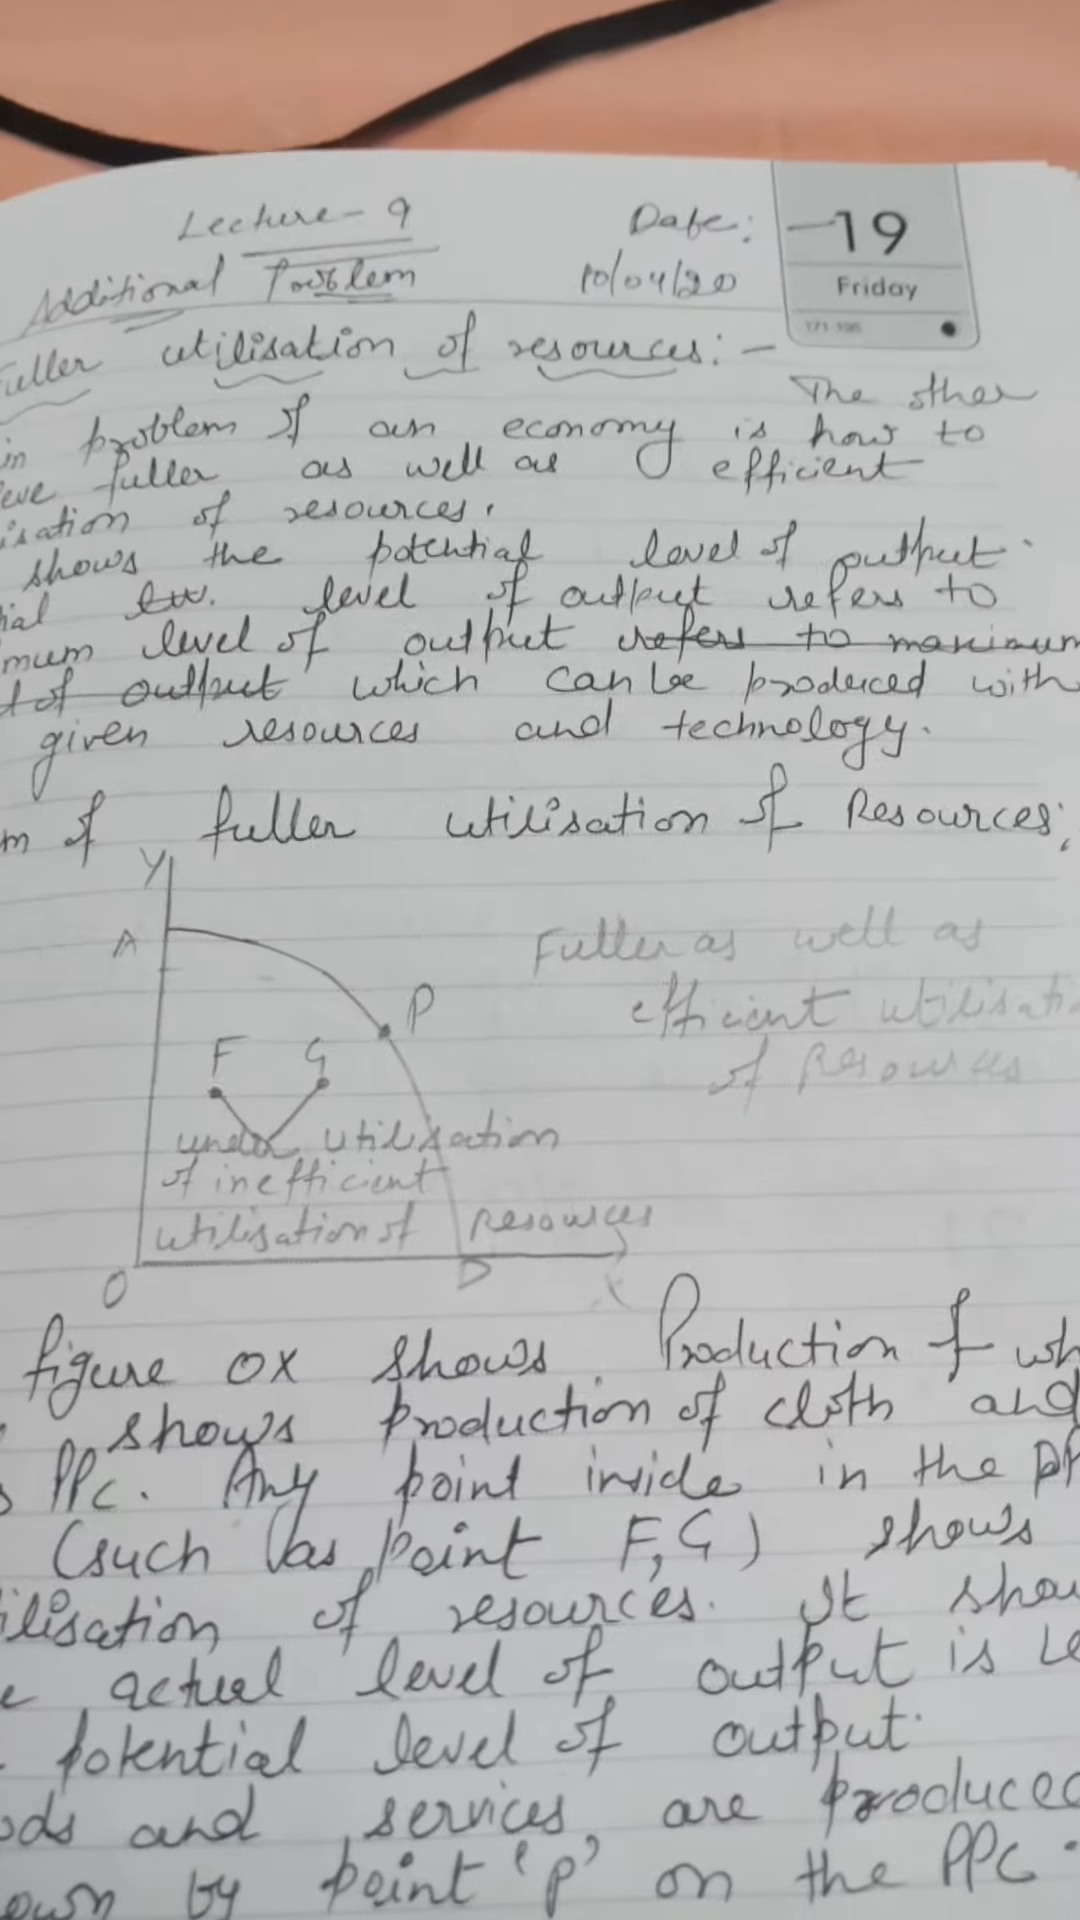 Lecture - 9
Date: 19
10/04/20
Friday
171-195
Additional Problem
Fuller utilisation of resources: -
The other
in problem of an economy is how to
eve fuller as well as efficient
isation of resources.
shows the potential level of output.
ial level of output refers to
mum level of output refers to maximum
l of output which can be produced with
given resources and technology.
m of fuller utilisation of Resources;
Y
A
P
Fuller as well as
efficient utilisati
of Resources
F
G
under utilisation
of inefficient
utilisation of resources
O
D
X
figure OX shows Production of wh
shows production of cloth and
s PPC. Any point inside in the PP
(such as point F, G) shows
ilisation of resources. It show
e actual level of output is le
potential level of output.
ods and services, are produced
own by point 'P' on the PPC.